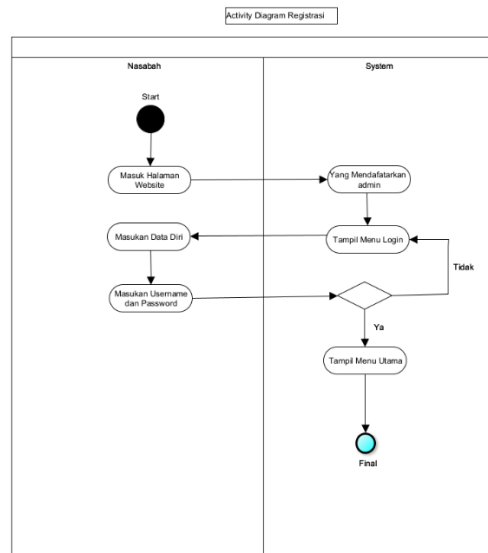 Activity Diagram Registrasi
Nasabah
System
Start
Masuk Halaman
Website
Yang Mendafatarkan
admin
Masukan Data Diri
Tampil Menu Login
Tidak
Masukan Username
dan Password
Ya
Tampil Menu Utama
Final